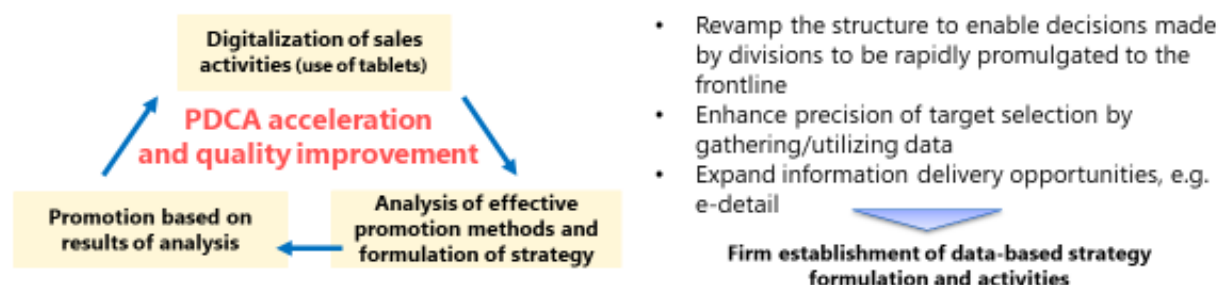 Digitalization of sales
activities (use of tablets)
PDCA acceleration
and quality improvement
Promotion based on
results of analysis
Analysis of effective
promotion methods and
formulation of strategy
• Revamp the structure to enable decisions made
by divisions to be rapidly promulgated to the
frontline
• Enhance precision of target selection by
gathering/utilizing data
• Expand information delivery opportunities, e.g.
e-detail
Firm establishment of data-based strategy
formulation and activities